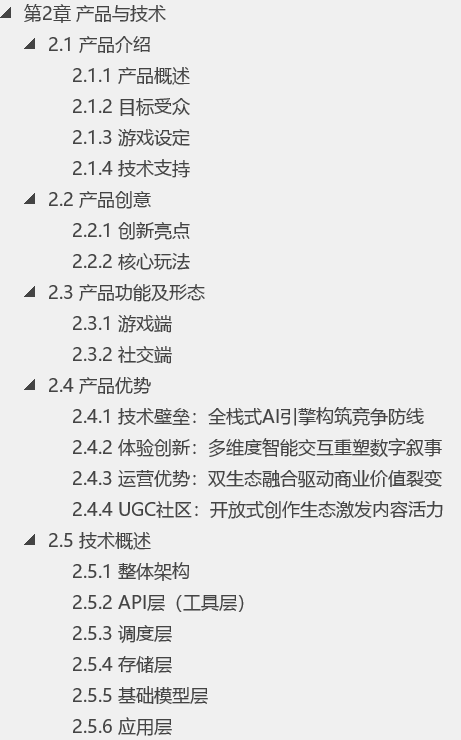 第2章 产品与技术
2.1 产品介绍
2.1.1 产品概述
2.1.2 目标受众
2.1.3 游戏设定
2.1.4 技术支持
2.2 产品创意
2.2.1 创新亮点
2.2.2 核心玩法
2.3 产品功能及形态
2.3.1 游戏端
2.3.2 社交端
2.4 产品优势
2.4.1 技术壁垒：全栈式AI引擎构筑竞争防线
2.4.2 体验创新：多维度智能交互重塑数字叙事
2.4.3 运营优势：双生态融合驱动商业价值裂变
2.4.4 UGC社区：开放式创作生态激发内容活力
2.5 技术概述
2.5.1 整体架构
2.5.2 API层（工具层）
2.5.3 调度层
2.5.4 存储层
2.5.5 基础模型层
2.5.6 应用层